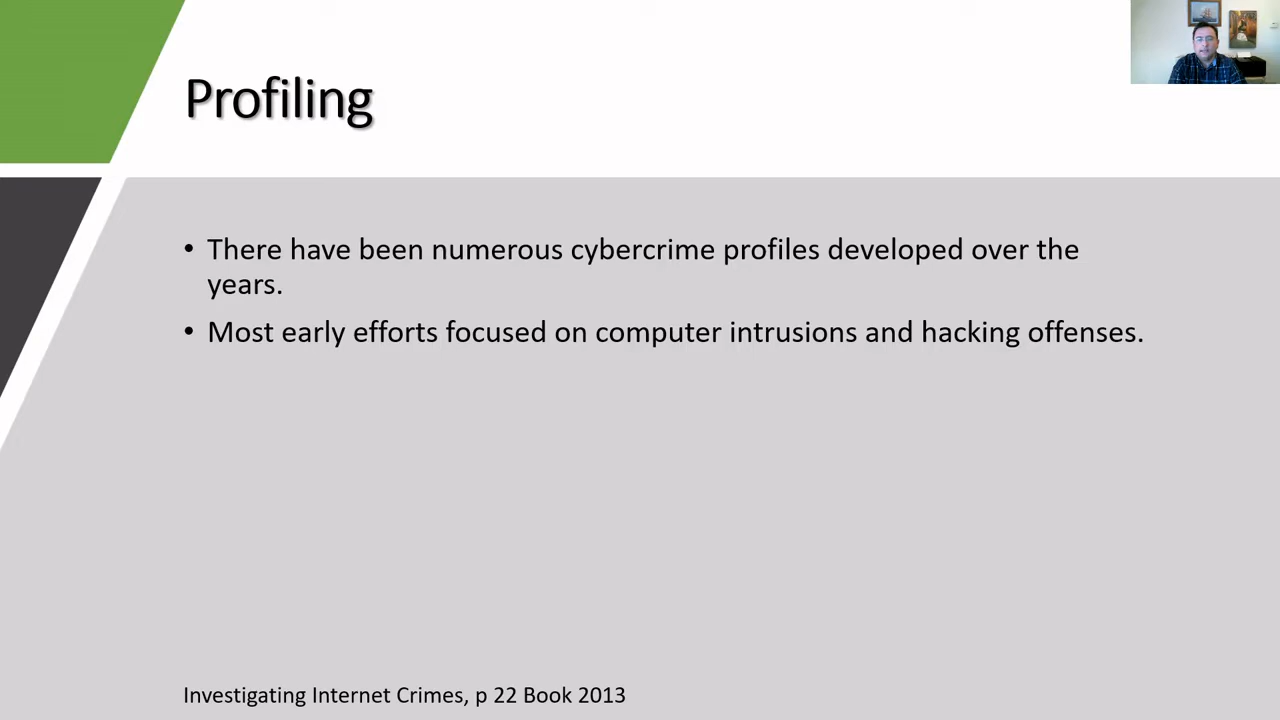 Profiling
• There have been numerous cybercrime profiles developed over the
years.
• Most early efforts focused on computer intrusions and hacking offenses.
Investigating Internet Crimes, p 22 Book 2013